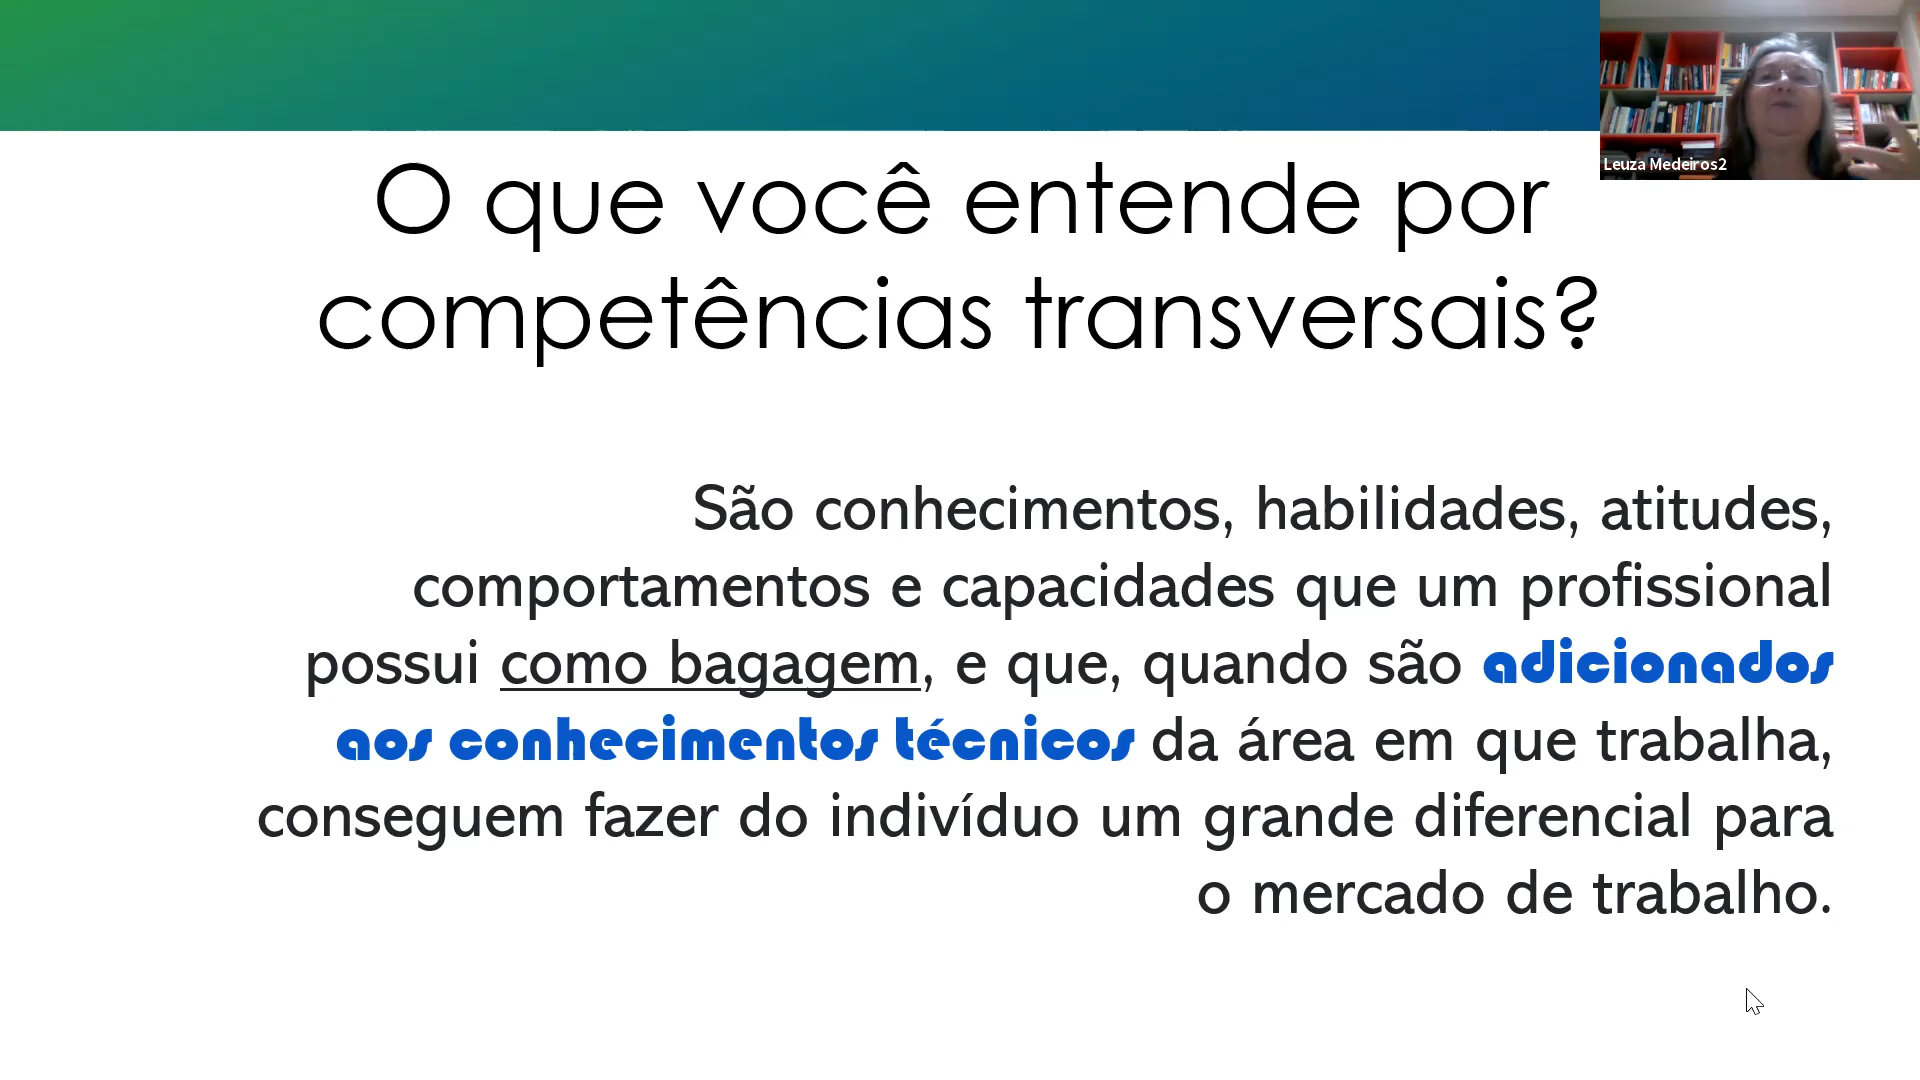 Leuza Medeiros2
O que você entende por
competências transversais?
São conhecimentos, habilidades, atitudes,
comportamentos e capacidades que um profissional
possui como bagagem, e que, quando são adicionados
aos conhecimentos técnicos da área em que trabalha,
conseguem fazer do indivíduo um grande diferencial para
o mercado de trabalho.